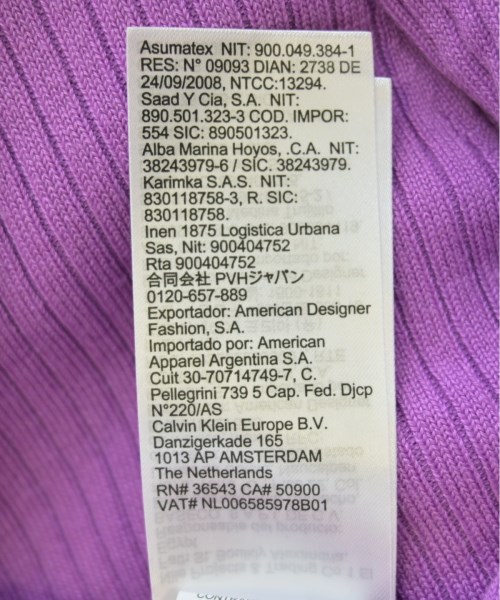 Asumatex NIT: 900.049.384-1
RES: N° 09093 DIAN: 2738 DE
24/09/2008, NTCC:13294.
Saad Y Cia, S.A. NIT:
890.501.323-3 COD. IMPOR:
554 SIC: 890501323.
Alba Marina Hoyos, .C.A. NIT:
38243979-6 / SIC. 38243979.
Karimka S.A.S. NIT:
830118758-3, R. SIC:
830118758.
Inen 1875 Logistica Urbana
Sas, Nit: 900404752
Rta 900404752
合同会社 PVHジャパン
0120-657-889
Exportador: American Designer
Fashion, S.A.
Importado por: American
Apparel Argentina S.A.
Cuit 30-70714749-7, C.
Pellegrini 739 5 Cap. Fed. Djcp
N°220/AS
Calvin Klein Europe B.V.
Danzigerkade 165
1013 AP AMSTERDAM
The Netherlands
RN# 36543 CA# 50900
VAT# NL006585978B01